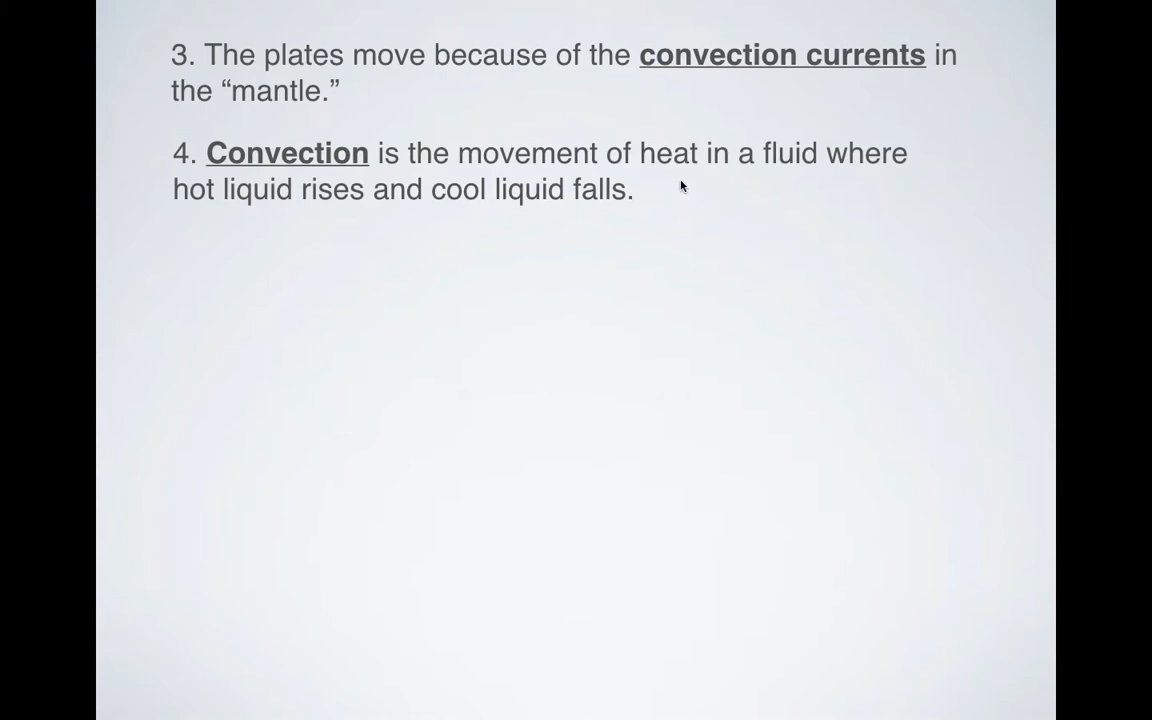 3. The plates move because of the convection currents in
the “mantle.”
4. Convection is the movement of heat in a fluid where
hot liquid rises and cool liquid falls.